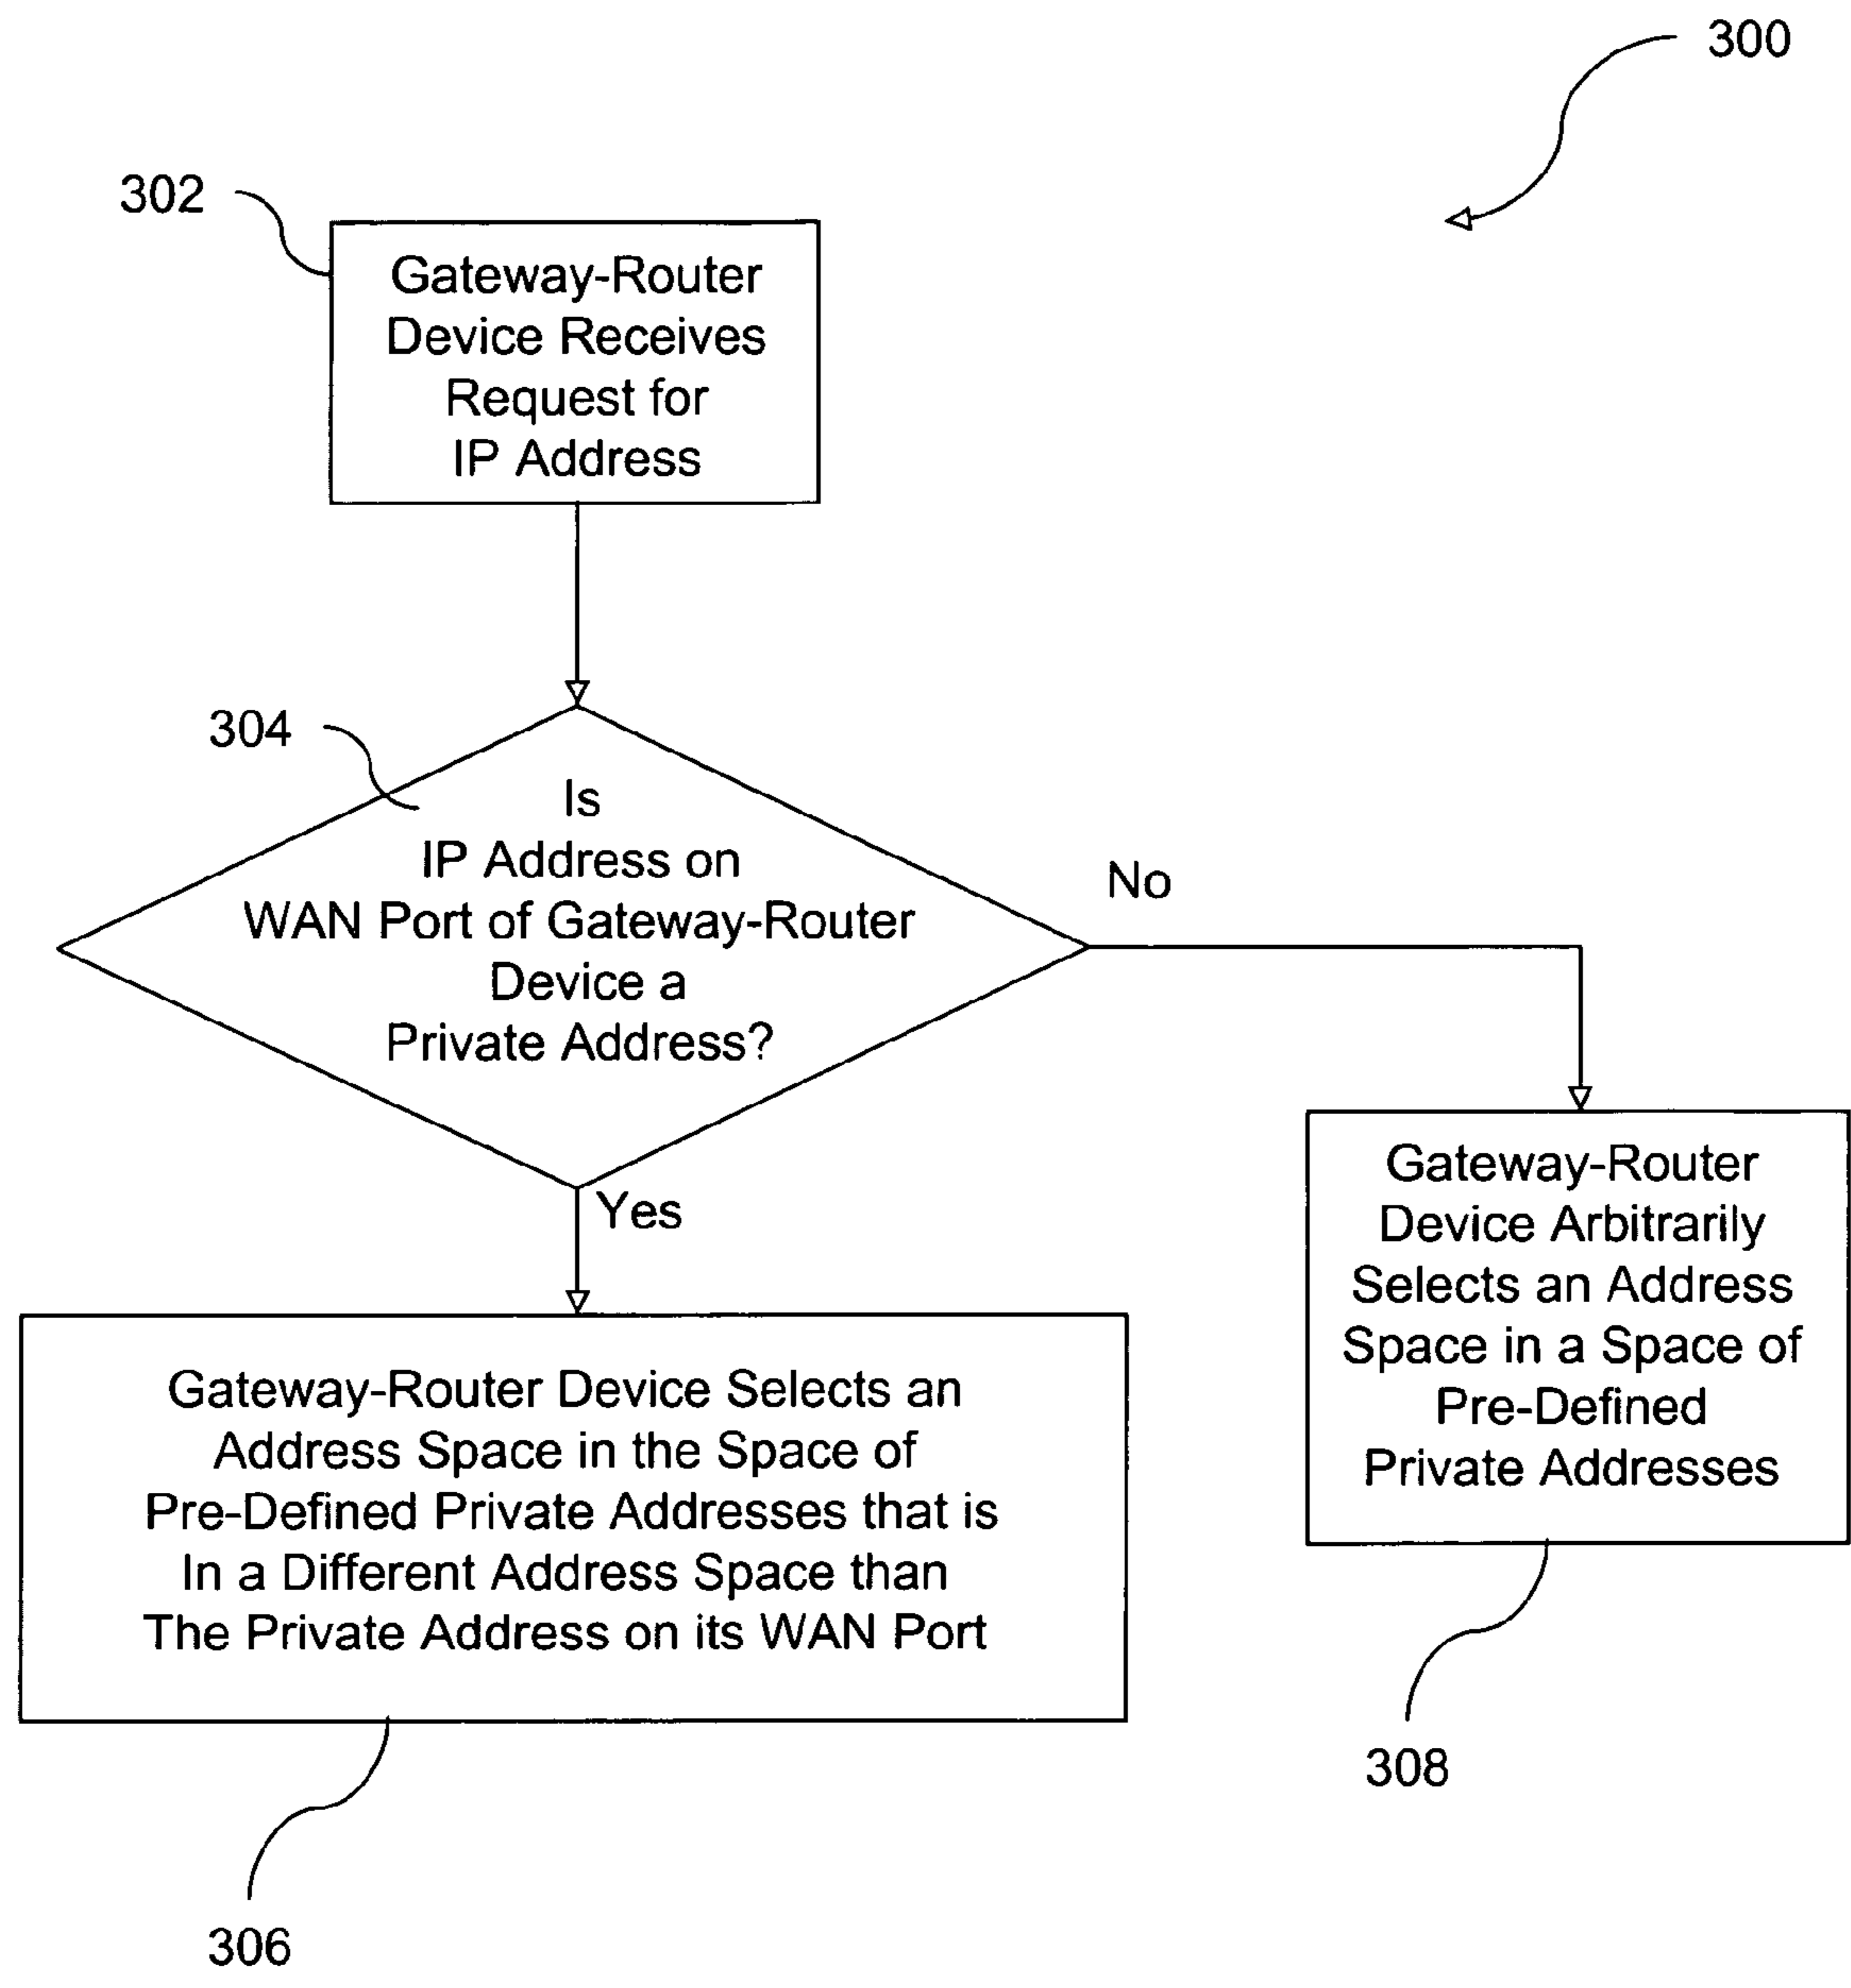 300
302
Gateway-Router
Device Receives
Request for
IP Address
304
Is
IP Address on
WAN Port of Gateway-Router
Device a
Private Address?
No
Yes
Gateway-Router
Device Arbitrarily
Selects an Address
Space in a Space of
Pre-Defined
Private Addresses
Gateway-Router Device Selects an
Address Space in the Space of
Pre-Defined Private Addresses that is
In a Different Address Space than
The Private Address on its WAN Port
308
306